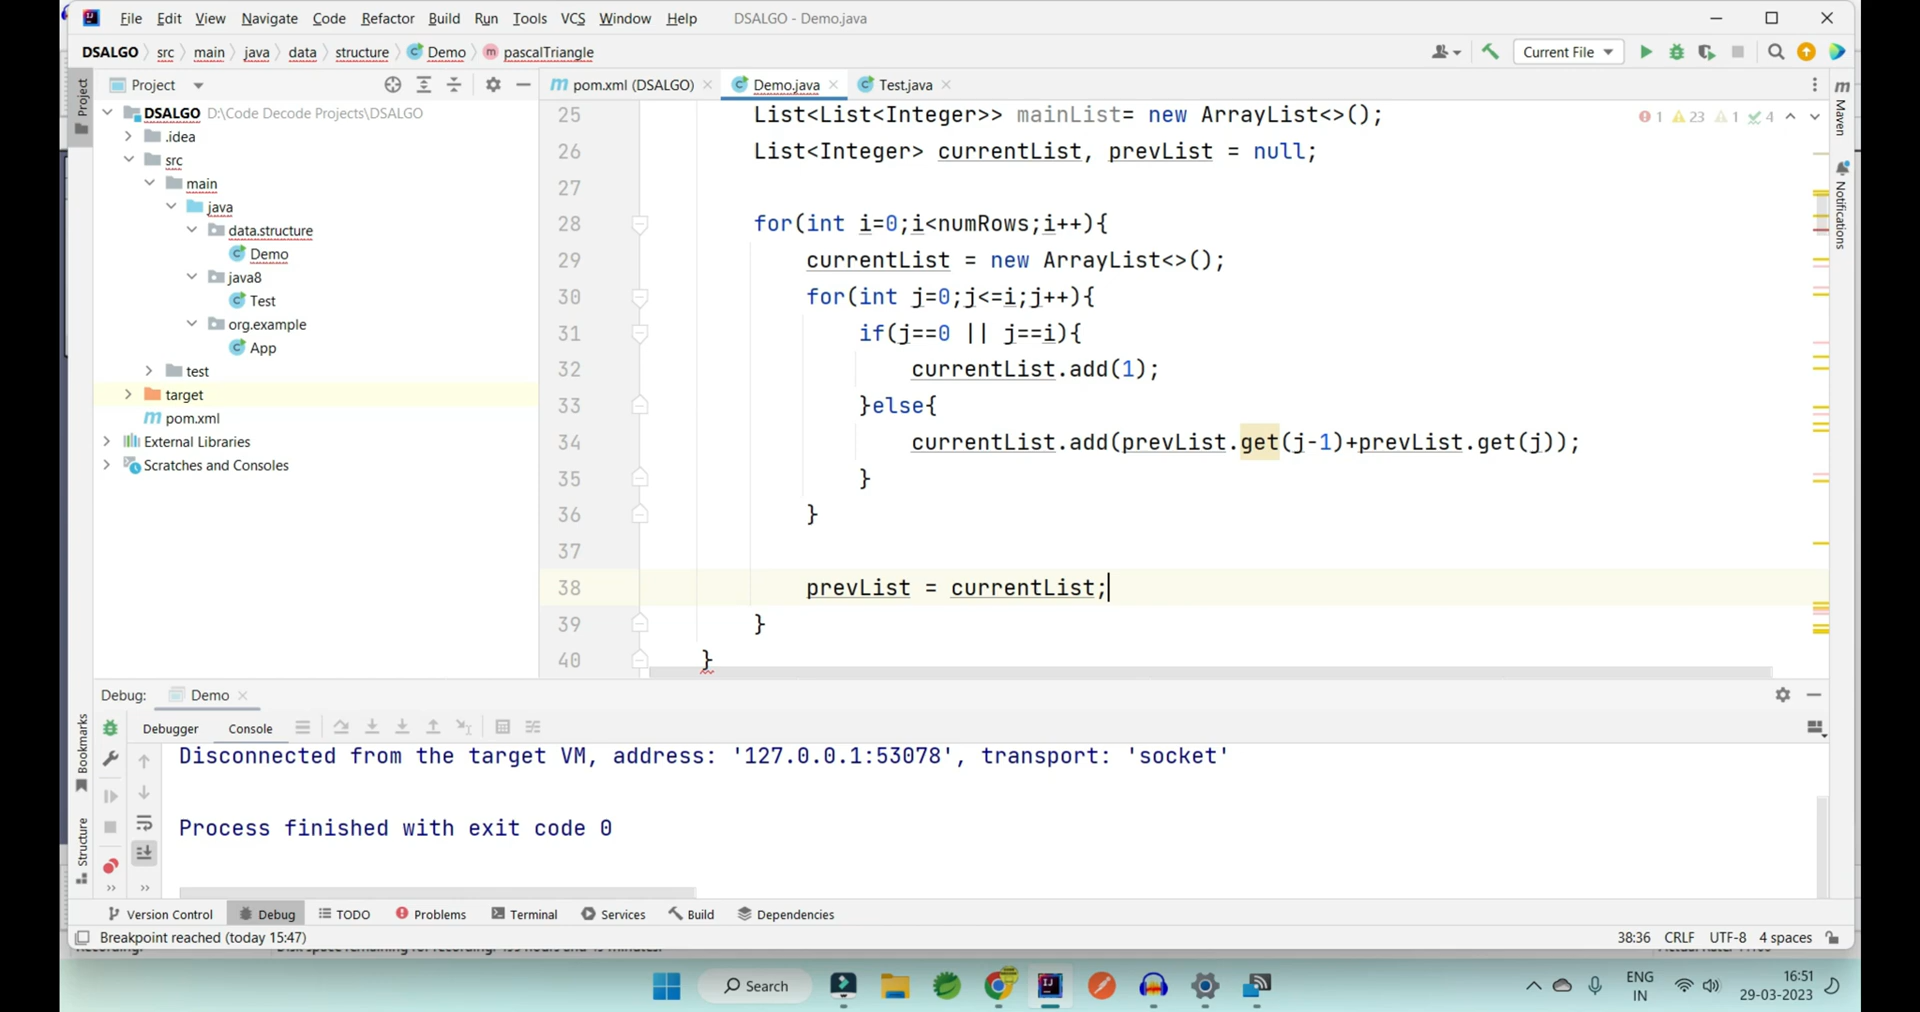 File Edit View Navigate Code Refactor Build Run Tools VCS Window Help DSALGO - Demo.java
DSALGO src main java data structure Demo pascalTriangle
Current File
Project
pom.xml (DSALGO) Demo.java Test.java
Project
Maven
Notifications
DSALGO D:\Code Decode Projects\DSALGO
.idea
src
main
java
data.structure
Demo
java8
Test
org.example
App
test
target
pom.xml
External Libraries
Scratches and Consoles
1 23 1 4
25 List<List<Integer>> mainList= new ArrayList<>();
26 List<Integer> currentList, prevList = null;
27
28 for(int i=0;i<numRows;i++){
29 currentList = new ArrayList<>();
30 for(int j=0;j<=i;j++){
31 if(j==0 || j==i){
32 currentList.add(1);
33 }else{
34 currentList.add(prevList.get(j-1)+prevList.get(j));
35 }
36 }
37
38 prevList = currentList;
39 }
40 }
Debug: Demo
Debugger Console
Bookmarks
Structure
Disconnected from the target VM, address: '127.0.0.1:53078', transport: 'socket'
Process finished with exit code 0
Version Control Debug TODO Problems Terminal Services Build Dependencies
Breakpoint reached (today 15:47)
38:36 CRLF UTF-8 4 spaces
Search
ENG
IN
16:51
29-03-2023